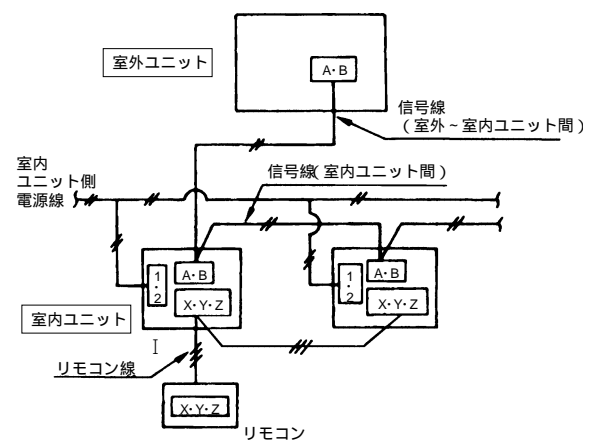 室外ユニット
A・B
信号線
(室外~室内ユニット間)
室内
ユニット側
電源線
信号線(室内ユニット間)
1・2
A・B
X・Y・Z
1・2
A・B
X・Y・Z
室内ユニット
I
リモコン線
X・Y・Z
リモコン